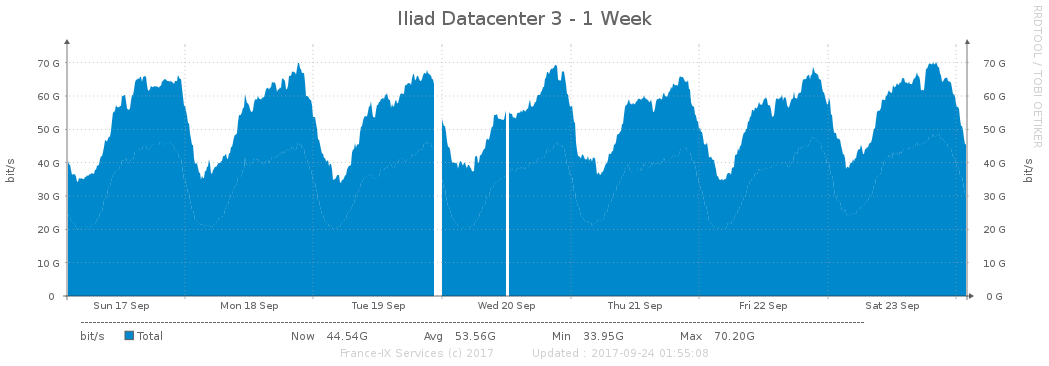 Iliad Datacenter 3 - 1 Week
RRDTOOL / TOBI OETIKER
70 G 70 G
60 G 60 G
50 G 50 G
40 G 40 G
30 G 30 G
20 G 20 G
10 G 10 G
0 0 G
bit/s bit/s
Sun 17 Sep Mon 18 Sep Tue 19 Sep Wed 20 Sep Thu 21 Sep Fri 22 Sep Sat 23 Sep
bit/s Total Now 44.54G Avg 53.56G Min 33.95G Max 70.20G
France-IX Services (c) 2017 Updated : 2017-09-24 01:55:08